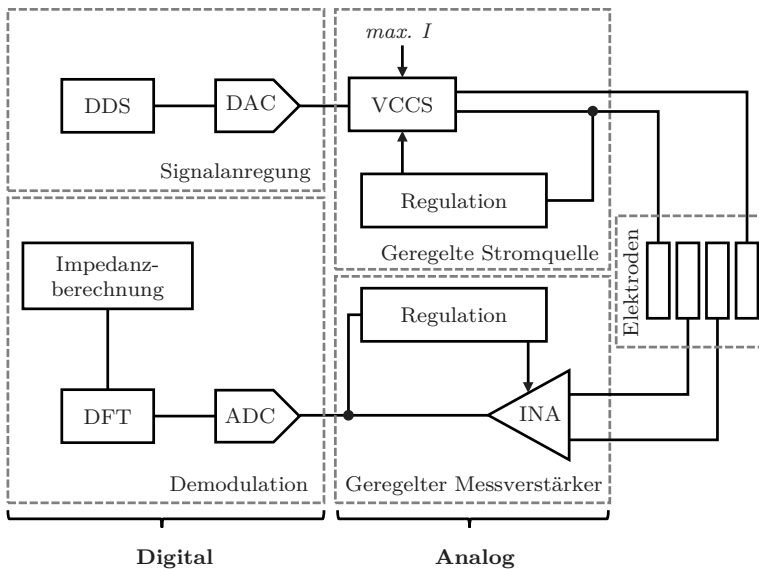 max. I
DDS
DAC
VCCS
Signalanregung
Regulation
Geregelte Stromquelle
Elektroden
Impedanz-
berechnung
Regulation
DFT
ADC
INA
Demodulation
Geregelter Messverstärker
Digital
Analog